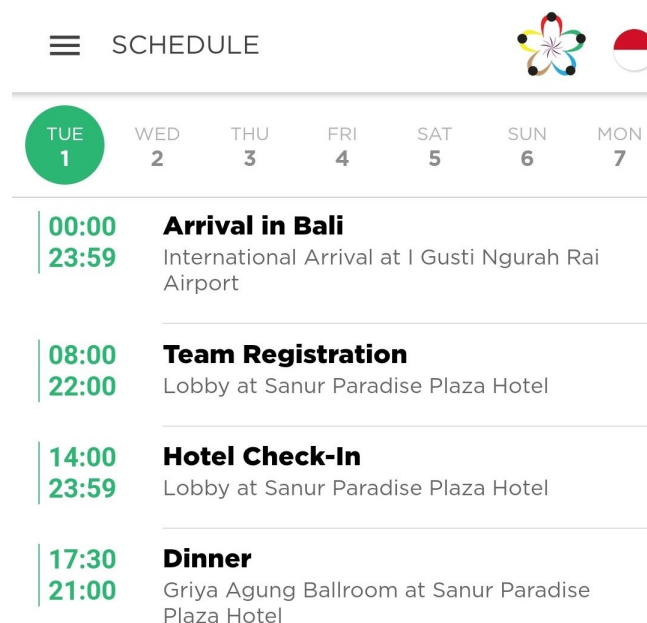 SCHEDULE
TUE WED THU FRI SAT SUN MON
1 2 3 4 5 6 7
00:00 Arrival in Bali
23:59 International Arrival at I Gusti Ngurah Rai
Airport
08:00 Team Registration
22:00 Lobby at Sanur Paradise Plaza Hotel
14:00 Hotel Check-In
23:59 Lobby at Sanur Paradise Plaza Hotel
17:30 Dinner
21:00 Griya Agung Ballroom at Sanur Paradise
Plaza Hotel